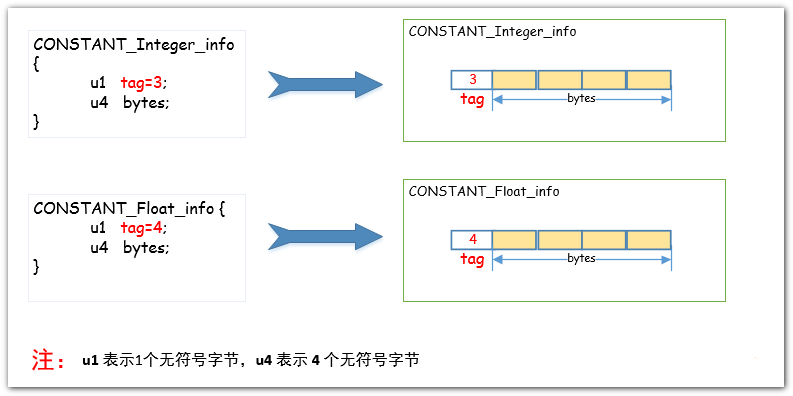 CONSTANT_Integer_info
{
u1 tag=3;
u4 bytes;
}
CONSTANT_Integer_info
3
tag
bytes
CONSTANT_Float_info {
u1 tag=4;
u4 bytes;
}
CONSTANT_Float_info
4
tag
bytes
注： u1 表示1个无符号字节，u4 表示 4 个无符号字节